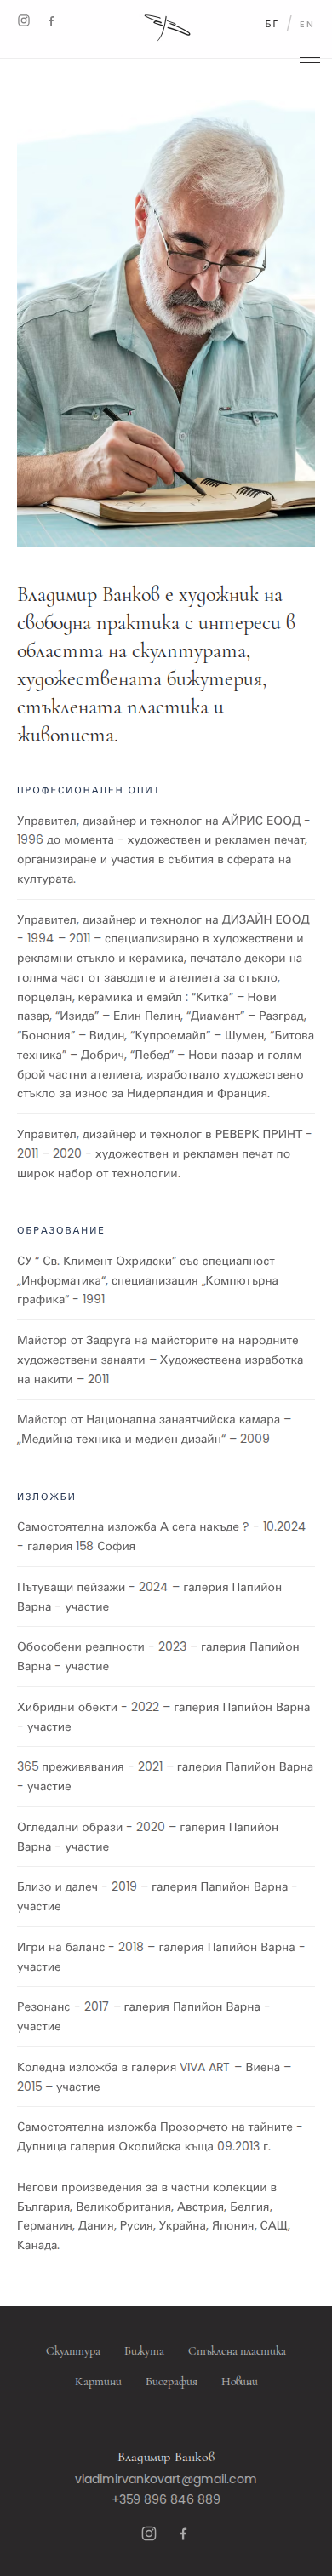 БГ / EN
Владимир Ванков е художник на
свободна практика с интереси в
областта на скулптурата,
художествената бижутерия,
стъклената пластика и
живописта.
ПРОФЕСИОНАЛЕН ОПИТ
Управител, дизайнер и технолог на АЙРИС ЕООД -
1996 до момента - художествен и рекламен печат,
организиране и участия в събития в сферата на
културата.
Управител, дизайнер и технолог на ДИЗАЙН ЕООД
- 1994 – 2011 – специализирано в художествени и
рекламни стъкло и керамика, печатало декори на
голяма част от заводите и ателиета за стъкло,
порцелан, керамика и емайл : “Китка” – Нови
пазар, “Изида” – Елин Пелин, “Диамант” – Разград,
“Бонония” – Видин, “Купроемайл” – Шумен, “Битова
техника” – Добрич, “Лебед” – Нови пазар и голям
брой частни ателиета, изработвало художествено
стъкло за износ за Нидерландия и Франция.
Управител, дизайнер и технолог в РЕВЕРК ПРИНТ -
2011 – 2020 - художествен и рекламен печат по
широк набор от технологии.
ОБРАЗОВАНИЕ
СУ “ Св. Климент Охридски” със специалност
„Информатика“, специализация „Компютърна
графика“ - 1991
Майстор от Задруга на майсторите на народните
художествени занаяти – Художествена изработка
на накити – 2011
Майстор от Национална занаятчийска камара –
„Медийна техника и медиен дизайн“ – 2009
ИЗЛОЖБИ
Самостоятелна изложба А сега накъде ? - 10.2024
- галерия 158 София
Пътуващи пейзажи - 2024 – галерия Папийон
Варна - участие
Обособени реалности - 2023 – галерия Папийон
Варна - участие
Хибридни обекти - 2022 – галерия Папийон Варна
- участие
365 преживявания - 2021 – галерия Папийон Варна
- участие
Огледални образи - 2020 – галерия Папийон
Варна - участие
Близо и далеч - 2019 – галерия Папийон Варна -
участие
Игри на баланс - 2018 – галерия Папийон Варна -
участие
Резонанс - 2017 – галерия Папийон Варна -
участие
Коледна изложба в галерия VIVA ART – Виена –
2015 – участие
Самостоятелна изложба Прозорчето на тайните -
Дупница галерия Околийска къща 09.2013 г.
Негови произведения за в частни колекции в
България, Великобритания, Австрия, Белгия,
Германия, Дания, Русия, Украйна, Япония, САЩ,
Канада.
Скулптура Бижута Стъклена пластика
Картини Биография Новини
Владимир Ванков
vladimirvankovart@gmail.com
+359 896 846 889